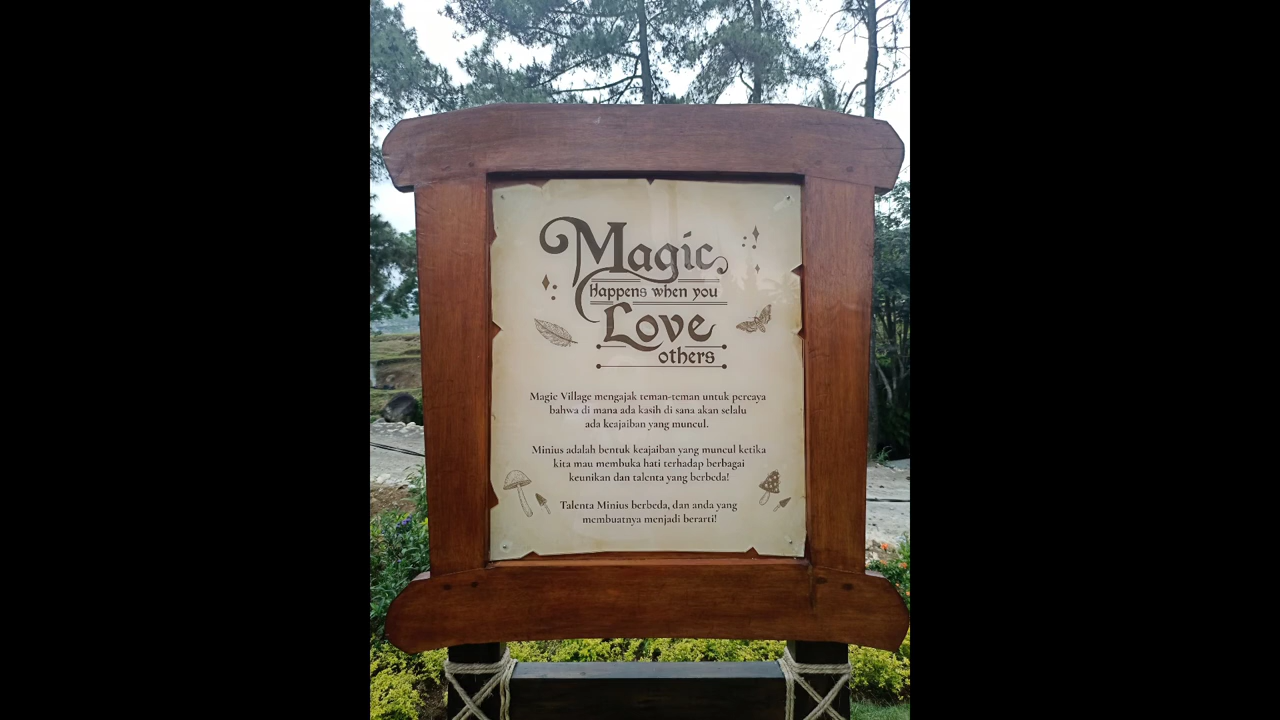 Magic
Happens when you
Love
others
Magic Village mengajak teman-teman untuk percaya
bahwa di mana ada kasih di sana akan selalu
ada keajaiban yang muncul.
Minius adalah bentuk keajaiban yang muncul ketika
kita mau membuka hati terhadap berbagai
keunikan dan talenta yang berbeda!
Talenta Minius berbeda, dan anda yang
membuatnya menjadi berarti!